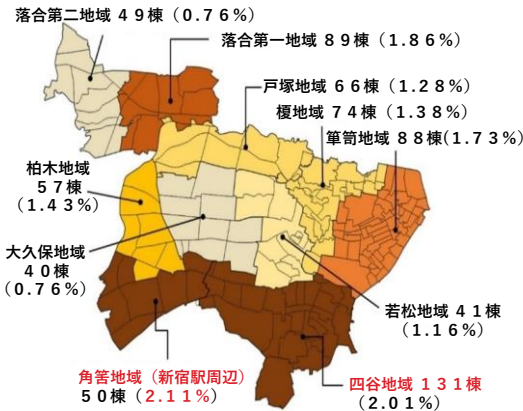 落合第二地域 ４９棟（０.７６％）
落合第一地域 ８９棟（１.８６％）
戸塚地域 ６６棟（１.２８％）
榎地域 ７４棟（１.３８％）
箪笥地域 ８８棟(１.７３％)
柏木地域
５７棟
（１.４３％）
大久保地域
４０棟
（０.７６％）
若松地域 ４１棟
（１.１６％）
角筈地域（新宿駅周辺）
５０棟（２.１１％）
四谷地域 １３１棟
（２.０１％）